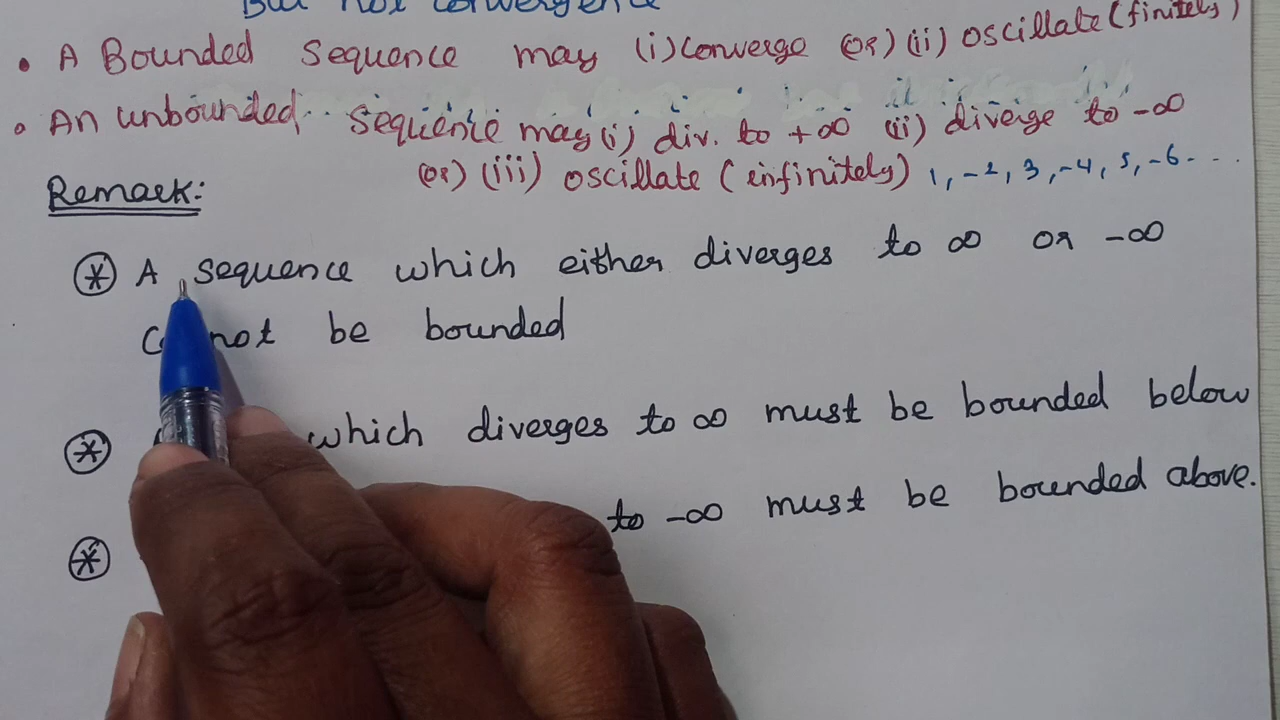 But not convergence
• A Bounded sequence may (i) converge (or) (ii) oscillate (finitely)
• An unbounded sequence may (i) div. to +∞ (ii) diverge to -∞
(or) (iii) oscillate (infinitely) 1, -2, 3, -4, 5, -6 - - -
Remark:
⊛ A sequence which either diverges to ∞ or -∞
be bounded
⊛ which diverges to ∞ must be bounded below
⊛ to -∞ must be bounded above.